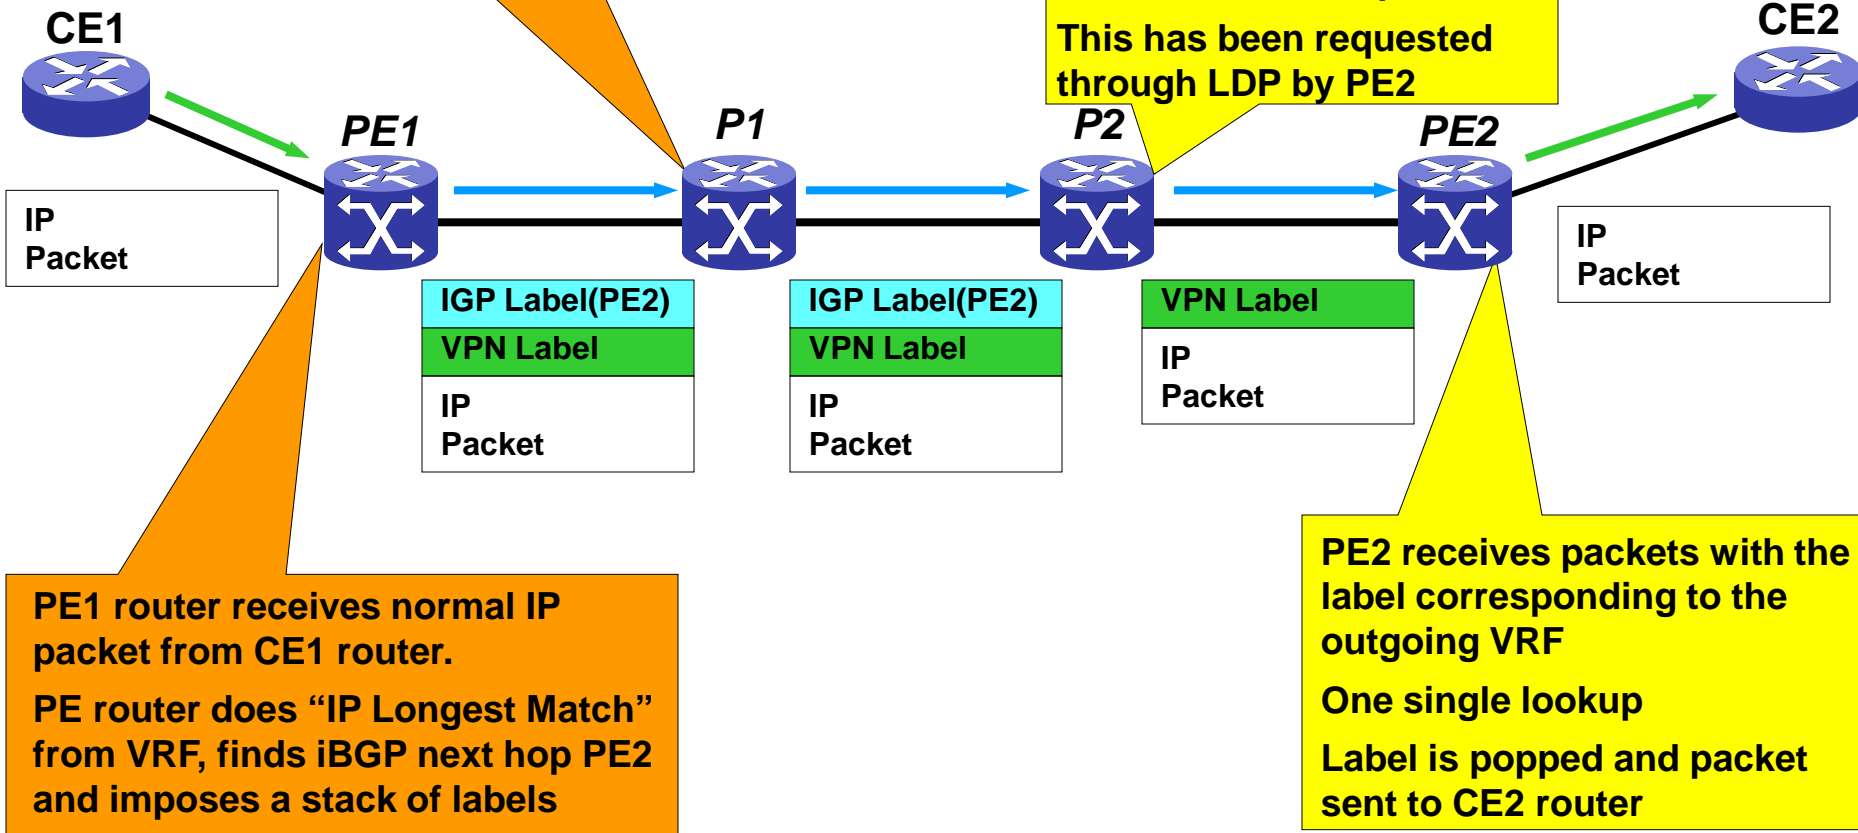 CE1
This has been requested
through LDP by PE2
CE2
PE1
P1
P2
PE2
IP
Packet
IGP Label(PE2)
VPN Label
IP
Packet
IGP Label(PE2)
VPN Label
IP
Packet
VPN Label
IP
Packet
IP
Packet
PE1 router receives normal IP
packet from CE1 router.
PE router does “IP Longest Match”
from VRF, finds iBGP next hop PE2
and imposes a stack of labels
PE2 receives packets with the
label corresponding to the
outgoing VRF
One single lookup
Label is popped and packet
sent to CE2 router